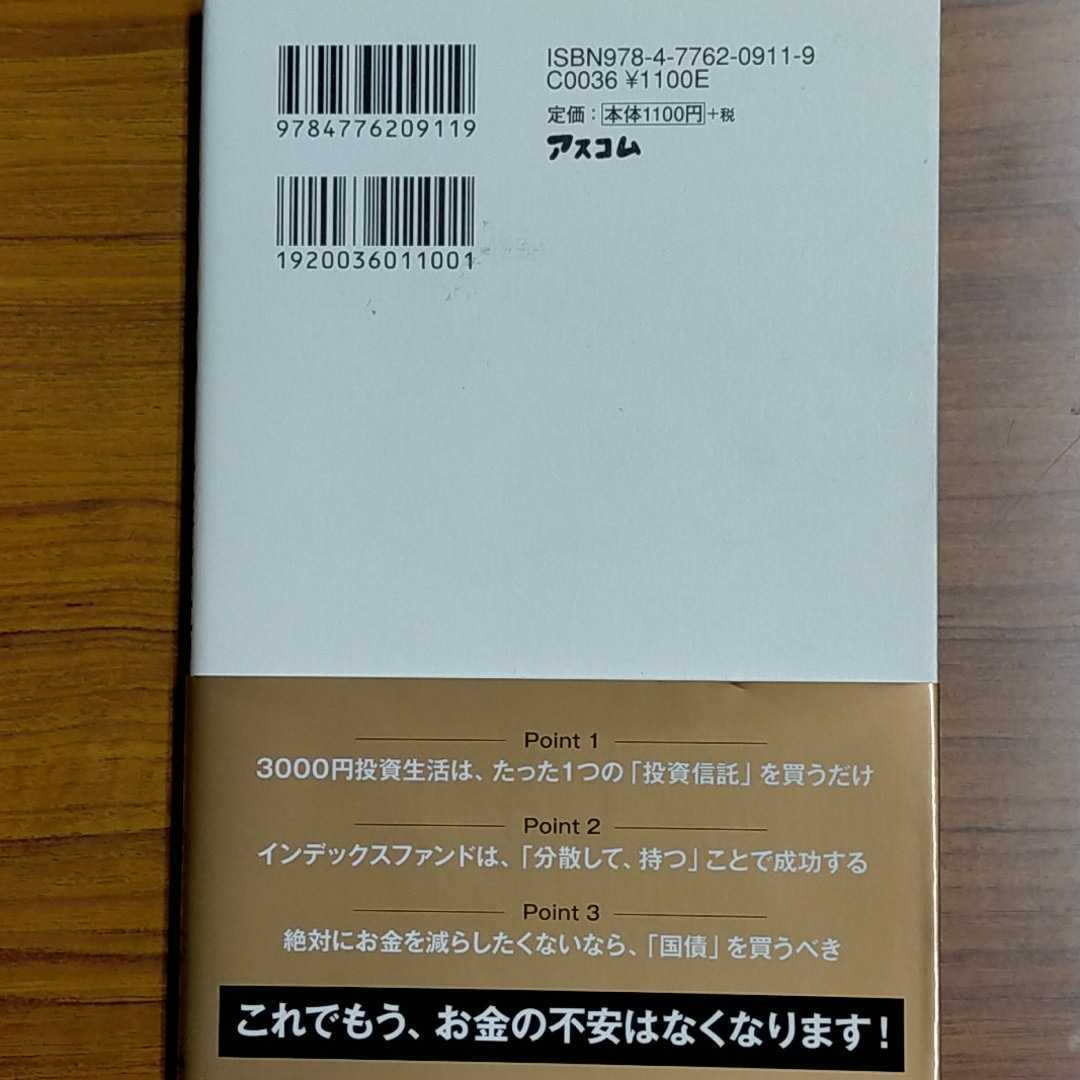 ISBN978-4-7762-0911-9
C0036 ¥1100E
定価：本体1100円+税
アスコム
9784776209119
1920036011001
Point 1
3000円投資生活は、たった1つの「投資信託」を買うだけ
Point 2
インデックスファンドは、「分散して、持つ」ことで成功する
Point 3
絶対にお金を減らしたくないなら、「国債」を買うべき
これでもう、お金の不安はなくなります！